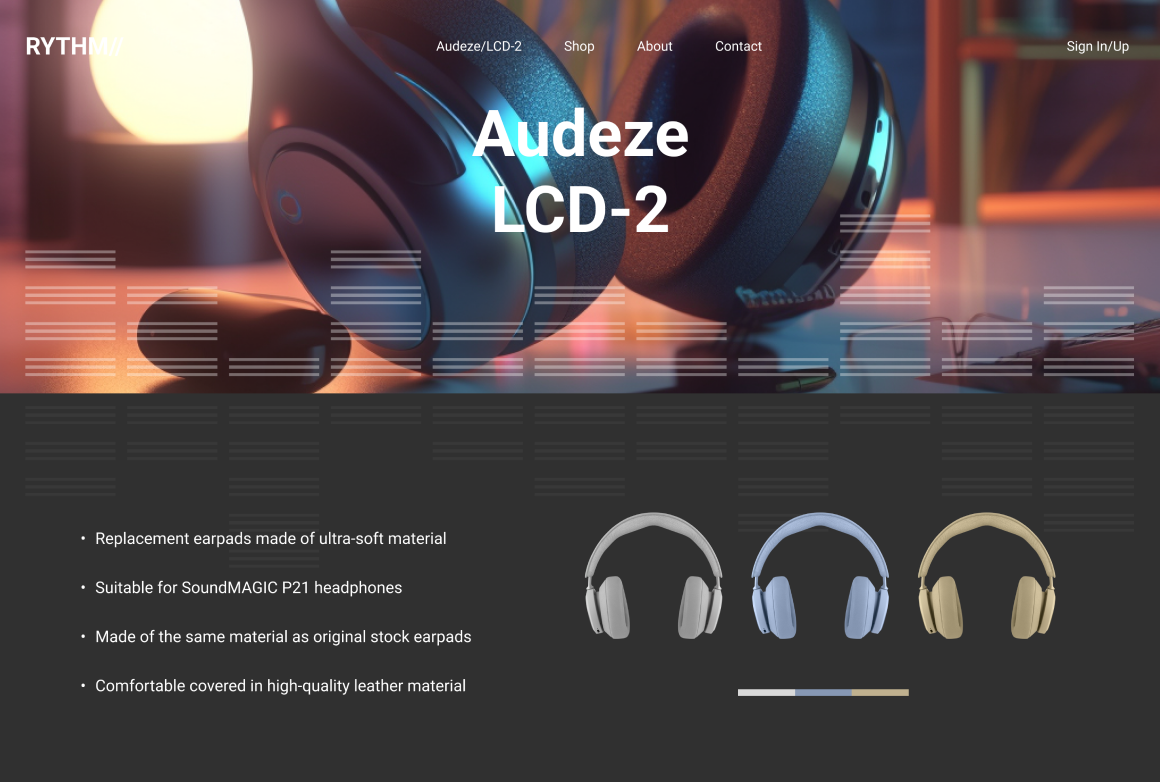 RYTHM//
Audeze/LCD-2 Shop About Contact Sign In/Up
Audeze
LCD-2
• Replacement earpads made of ultra-soft material
• Suitable for SoundMAGIC P21 headphones
• Made of the same material as original stock earpads
• Comfortable covered in high-quality leather material